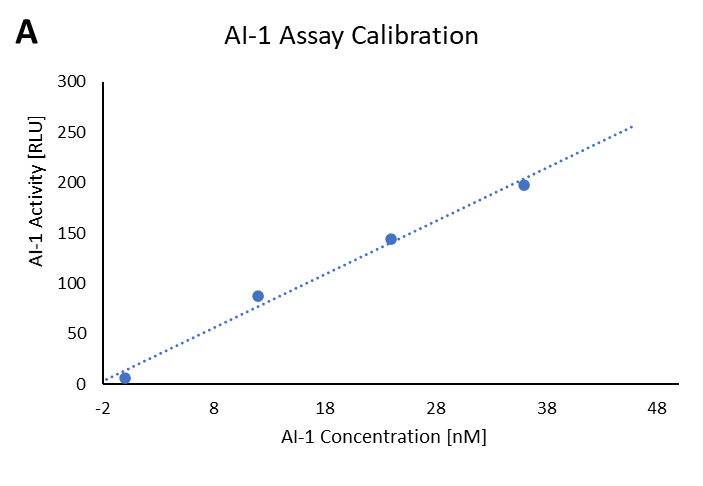 A
AI-1 Assay Calibration
300
250
200
150
100
50
0
AI-1 Activity [RLU]
-2 8 18 28 38 48
AI-1 Concentration [nM]